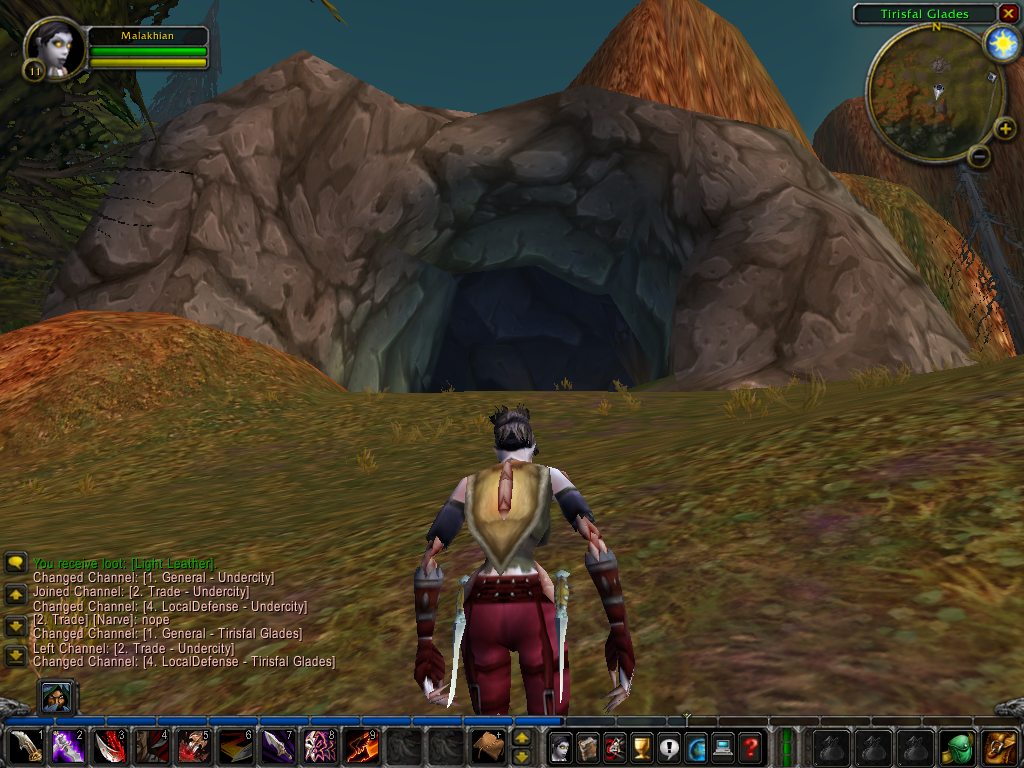 Malakhian
11
Tirisfal Glades
N
You receive loot: [Light Leather].
Changed Channel: [1. General - Undercity]
Joined Channel: [2. Trade - Undercity]
Changed Channel: [4. LocalDefense - Undercity]
[2. Trade] [Narve]: nope
Changed Channel: [1. General - Tirisfal Glades]
Left Channel: [2. Trade - Undercity]
Changed Channel: [4. LocalDefense - Tirisfal Glades]
1 2 3 4 5 6 7 8 9 +